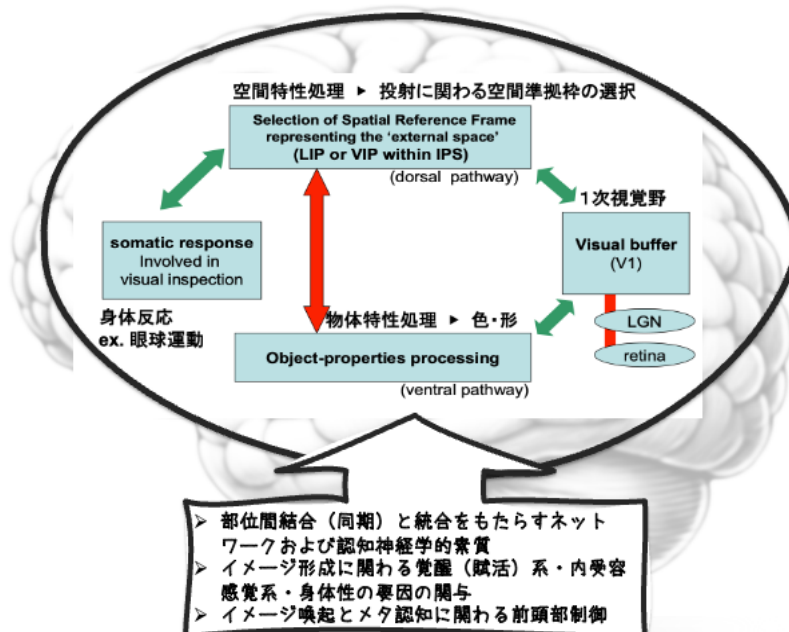 空間特性処理 ▶ 投射に関わる空間準拠枠の選択
Selection of Spatial Reference Frame
representing the ‘external space’
(LIP or VIP within IPS)
(dorsal pathway)
1次視覚野
somatic response
Involved in
visual inspection
Visual buffer
(V1)
身体反応
ex. 眼球運動
物体特性処理 ▶ 色・形
LGN
Object-properties processing
retina
(ventral pathway)
➢ 部位間結合（同期）と統合をもたらすネット
ワークおよび認知神経学的素質
➢ イメージ形成に関わる覚醒（賦活）系・内受容
感覚系・身体性の要因の関与
➢ イメージ喚起とメタ認知に関わる前頭部制御